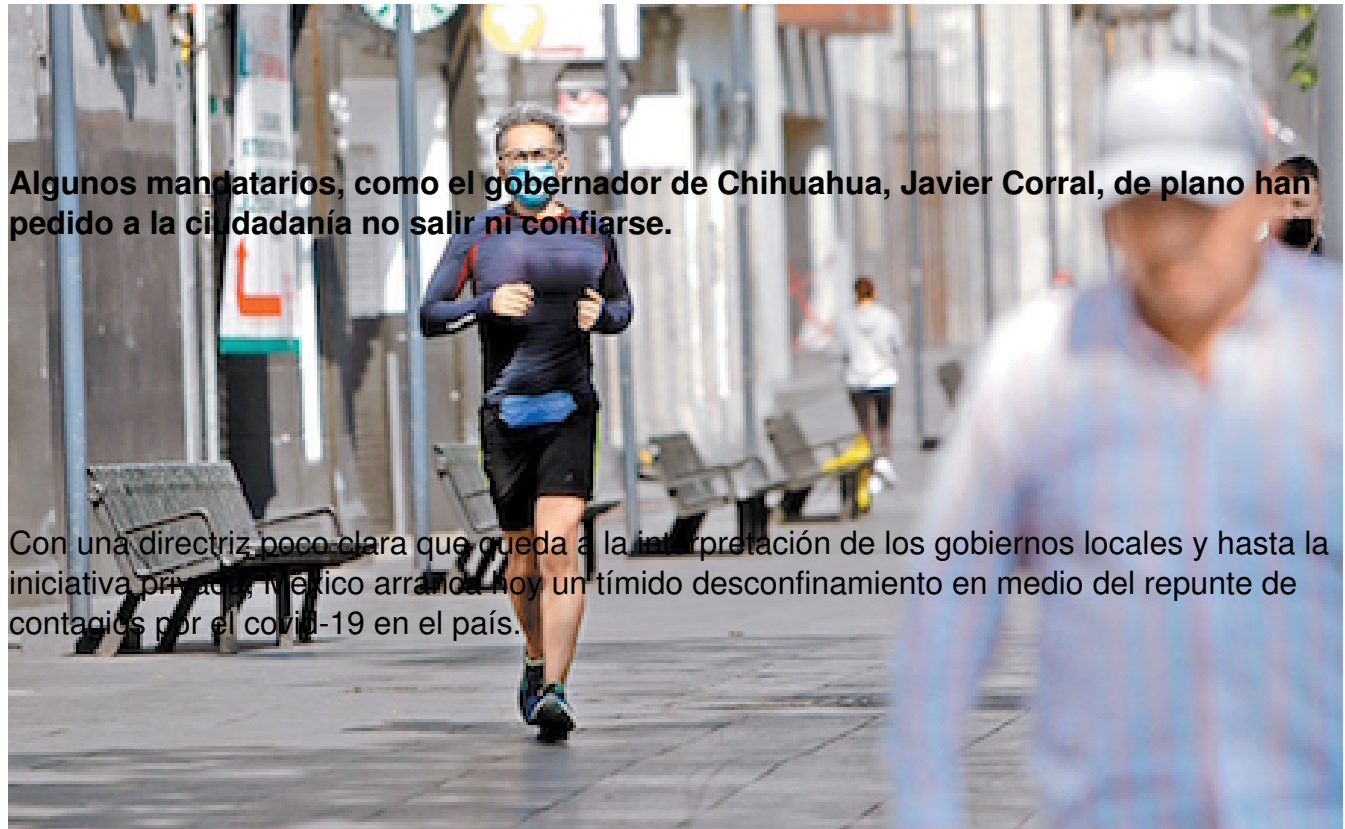 Algunos mandatarios, como el gobernador de Chihuahua, Javier Corral, de plano han
pedido a la ciudadanía no salir ni confiarse.
Con una directriz poco clara que queda a la interpretación de los gobiernos locales y hasta la
iniciativa privada, México arranca hoy un tímido desconfinamiento en medio del repunte de
contagios por el covid-19 en el país.